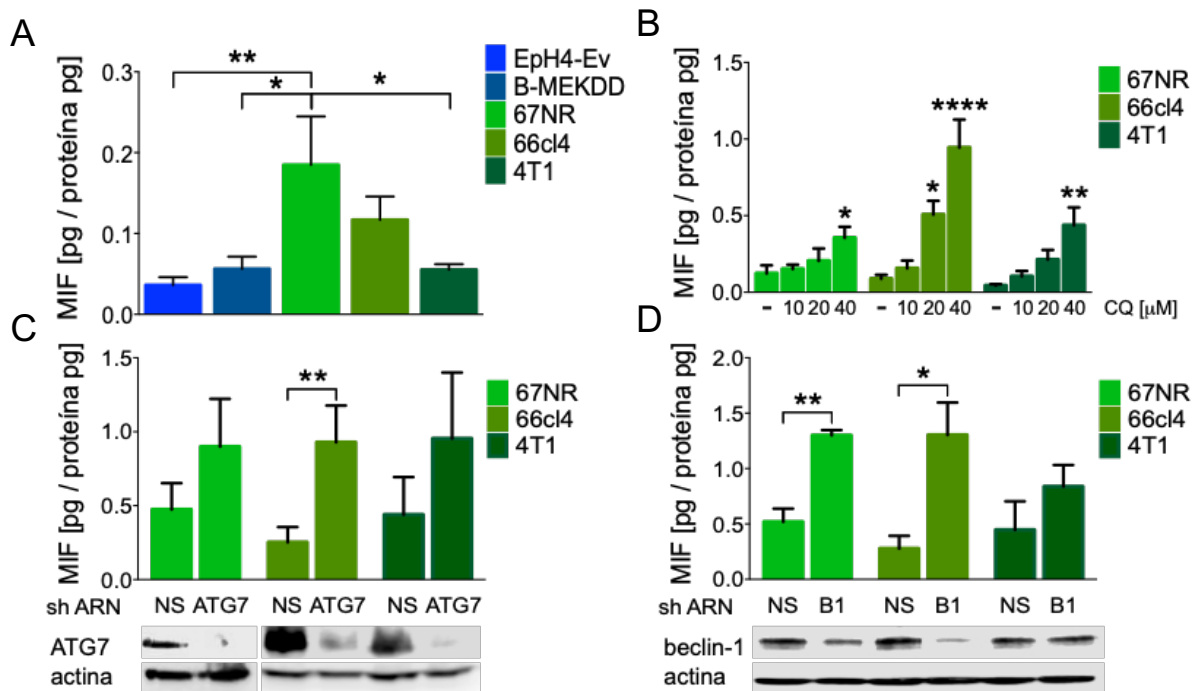 A
MIF [pg / proteína pg]
0.3
0.2
0.1
0.0
** 
* *
EpH4-Ev
B-MEKDD
67NR
66cl4
4T1
B
MIF [pg / proteína pg]
1.5
1.0
0.5
0.0
* * **** **
- 10 20 40 - 10 20 40 - 10 20 40 CQ [μM]
67NR
66cl4
4T1
C
MIF [pg / proteína pg]
1.5
1.0
0.5
0.0
**
67NR
66cl4
4T1
sh ARN NS ATG7 NS ATG7 NS ATG7
ATG7
actina
D
MIF [pg / proteína pg]
2.0
1.5
1.0
0.5
0.0
** *
67NR
66cl4
4T1
sh ARN NS B1 NS B1 NS B1
beclin-1
actina